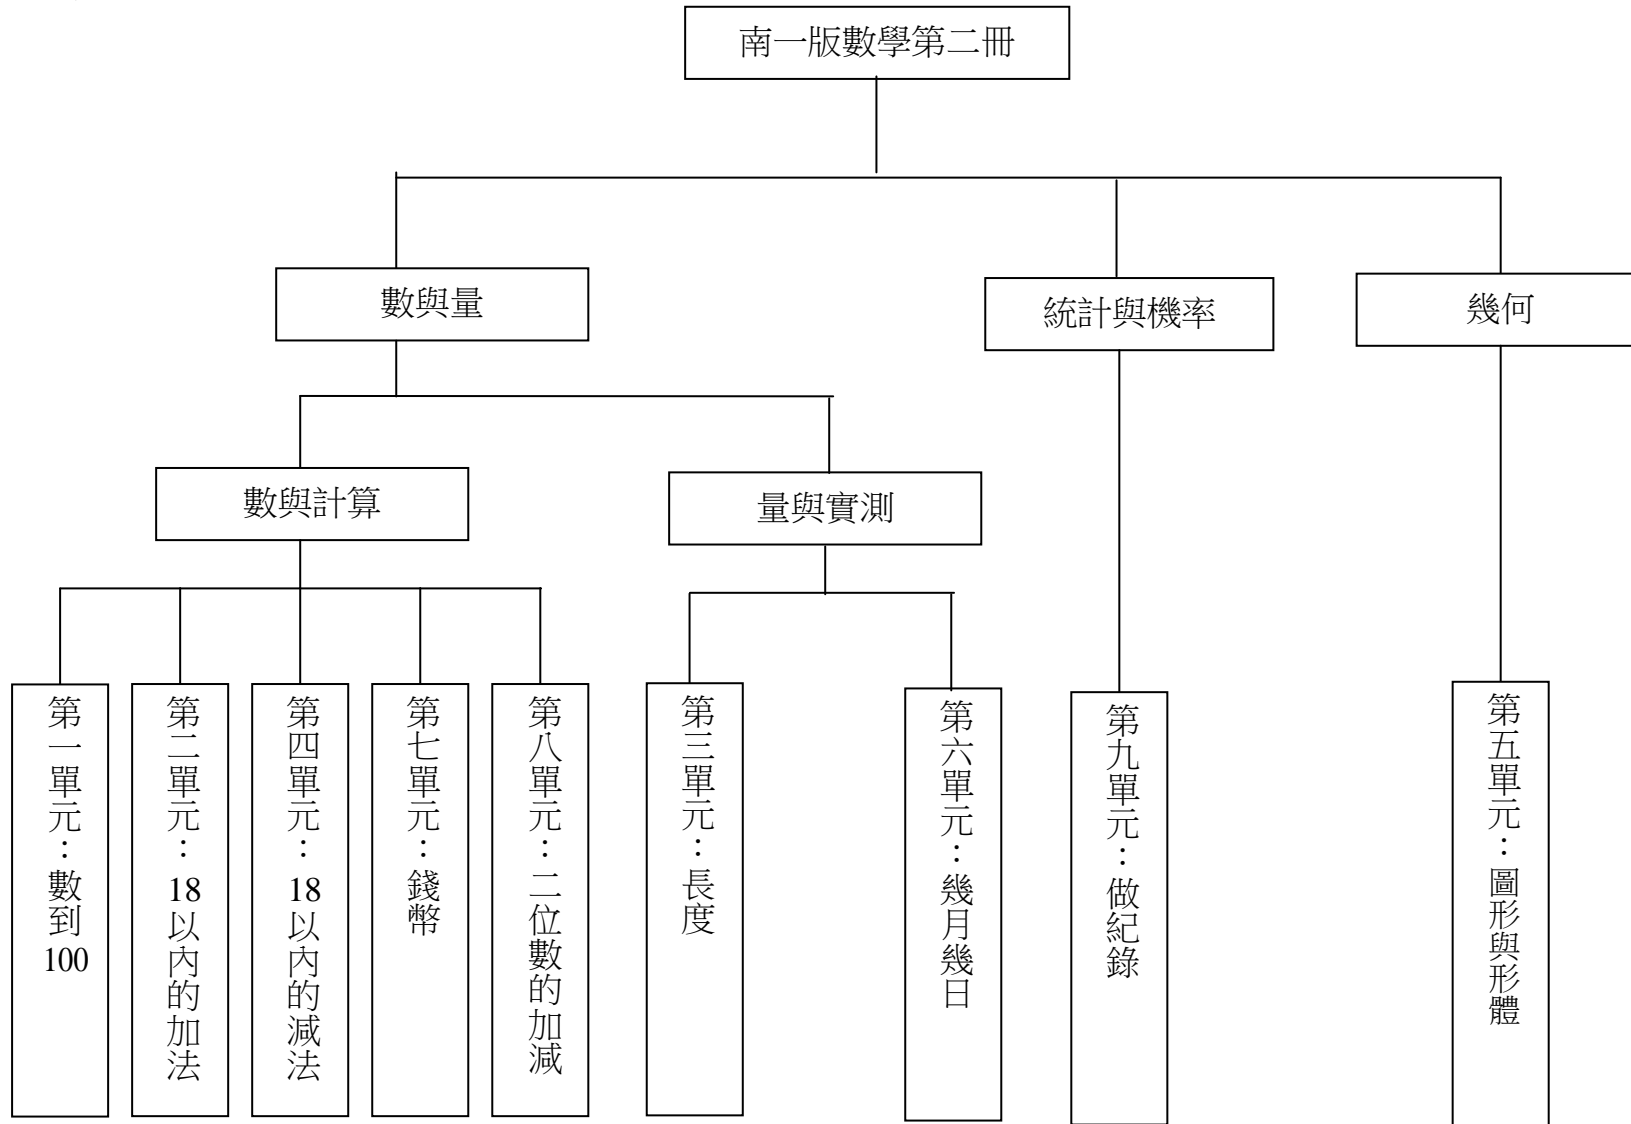 南一版數學第二冊
數與量
統計與機率
幾何
數與計算
量與實測
第一單元：數到100
第二單元：18以內的加法
第四單元：18以內的減法
第七單元：錢幣
第八單元：二位數的加減
第三單元：長度
第六單元：幾月幾日
第九單元：做紀錄
第五單元：圖形與形體